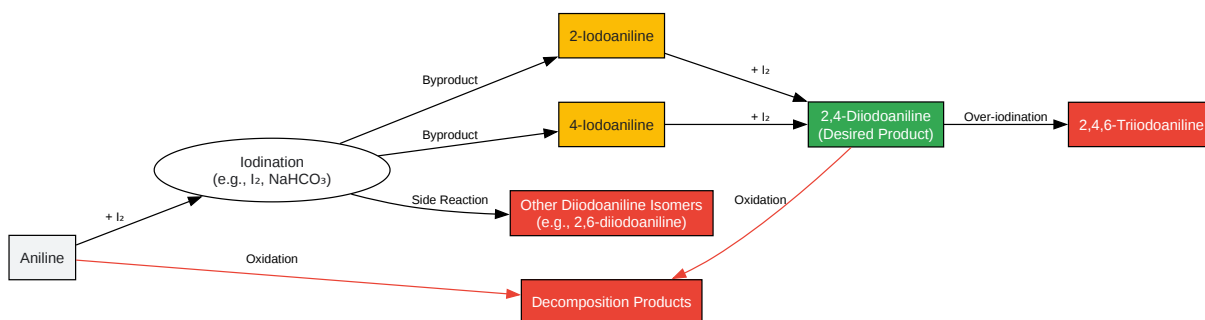 2-Iodoaniline
+ I₂
Byproduct
4-Iodoaniline
+ I₂
2,4-Diiodoaniline
(Desired Product)
Over-iodination
2,4,6-Triiodoaniline
Byproduct
Iodination
(e.g., I₂, NaHCO₃)
Side Reaction
Other Diiodoaniline Isomers
(e.g., 2,6-diiodoaniline)
Oxidation
+ I₂
Aniline
Oxidation
Decomposition Products